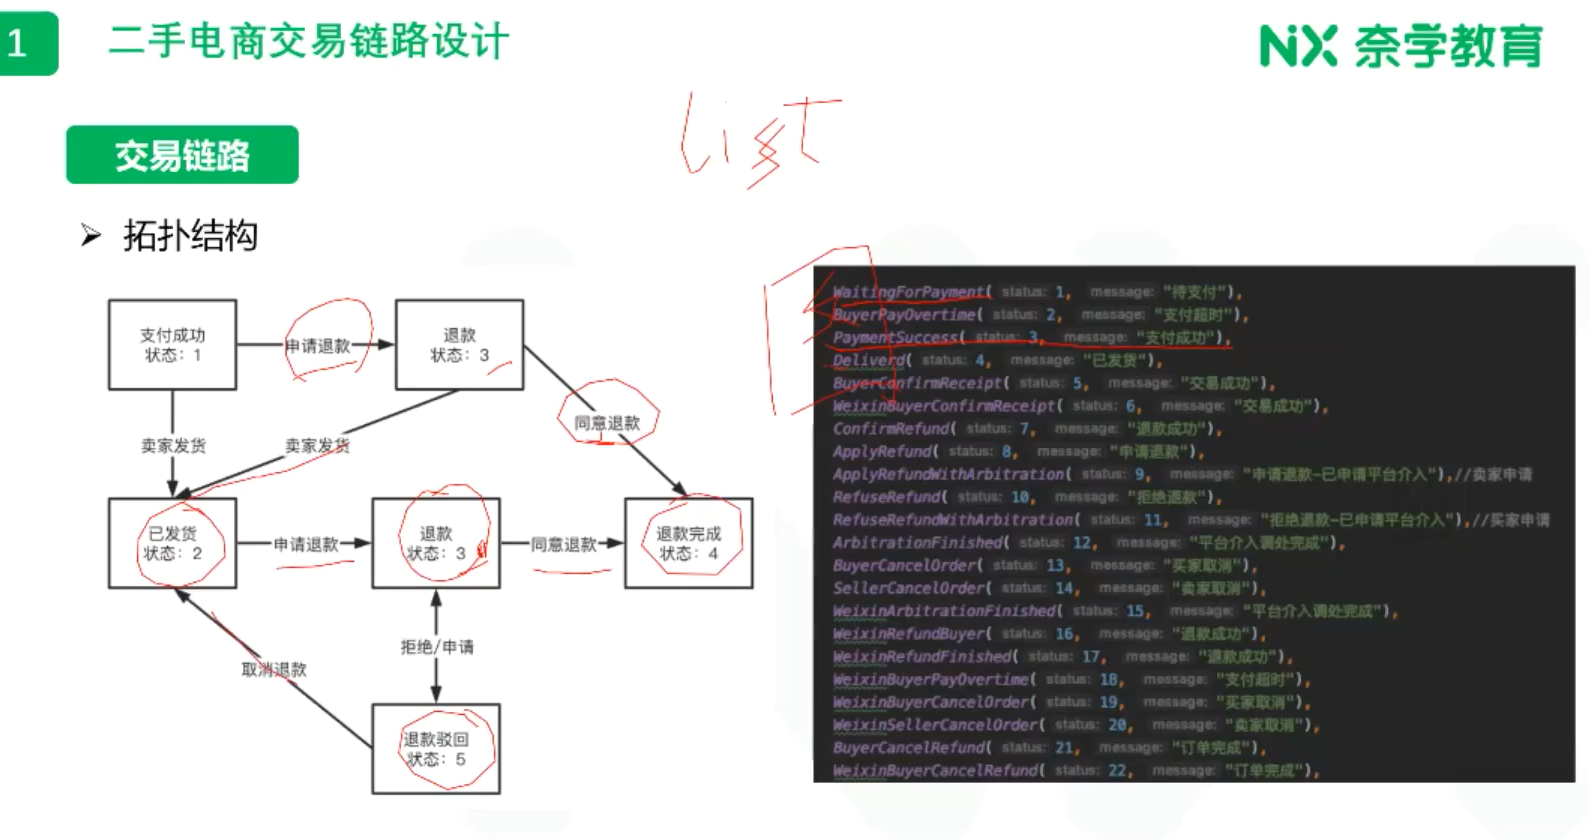 1
二手电商交易链路设计
NiX 奈学教育
List
交易链路
➢ 拓扑结构
支付成功
状态：1
申请退款
退款
状态：3
同意退款
卖家发货
卖家发货
已发货
状态：2
申请退款
退款
状态：3
同意退款
退款完成
状态：4
拒绝/申请
取消退款
退款驳回
状态：5
WaitingForPayment( status: 1, message: "待支付"),
BuyerPayOvertime( status: 2, message: "支付超时"),
PaymentSuccess( status: 3, message: "支付成功"),
Deliverd( status: 4, message: "已发货"),
BuyerConfirmReceipt( status: 5, message: "交易成功"),
WeixinBuyerConfirmReceipt( status: 6, message: "交易成功"),
ConfirmRefund( status: 7, message: "退款成功"),
ApplyRefund( status: 8, message: "申请退款"),
ApplyRefundWithArbitration( status: 9, message: "申请退款-已申请平台介入"),//卖家申请
RefuseRefund( status: 10, message: "拒绝退款"),
RefuseRefundWithArbitration( status: 11, message: "拒绝退款-已申请平台介入"),//买家申请
ArbitrationFinished( status: 12, message: "平台介入调处完成"),
BuyerCancelOrder( status: 13, message: "买家取消"),
SellerCancelOrder( status: 14, message: "卖家取消"),
WeixinArbitrationFinished( status: 15, message: "平台介入调处完成"),
WeixinRefundBuyer( status: 16, message: "退款成功"),
WeixinRefundFinished( status: 17, message: "退款成功"),
WeixinBuyerPayOvertime( status: 18, message: "支付超时"),
WeixinBuyerCancelOrder( status: 19, message: "买家取消"),
WeixinSellerCancelOrder( status: 20, message: "卖家取消"),
BuyerCancelRefund( status: 21, message: "订单完成"),
WeixinBuyerCancelRefund( status: 22, message: "订单完成"),